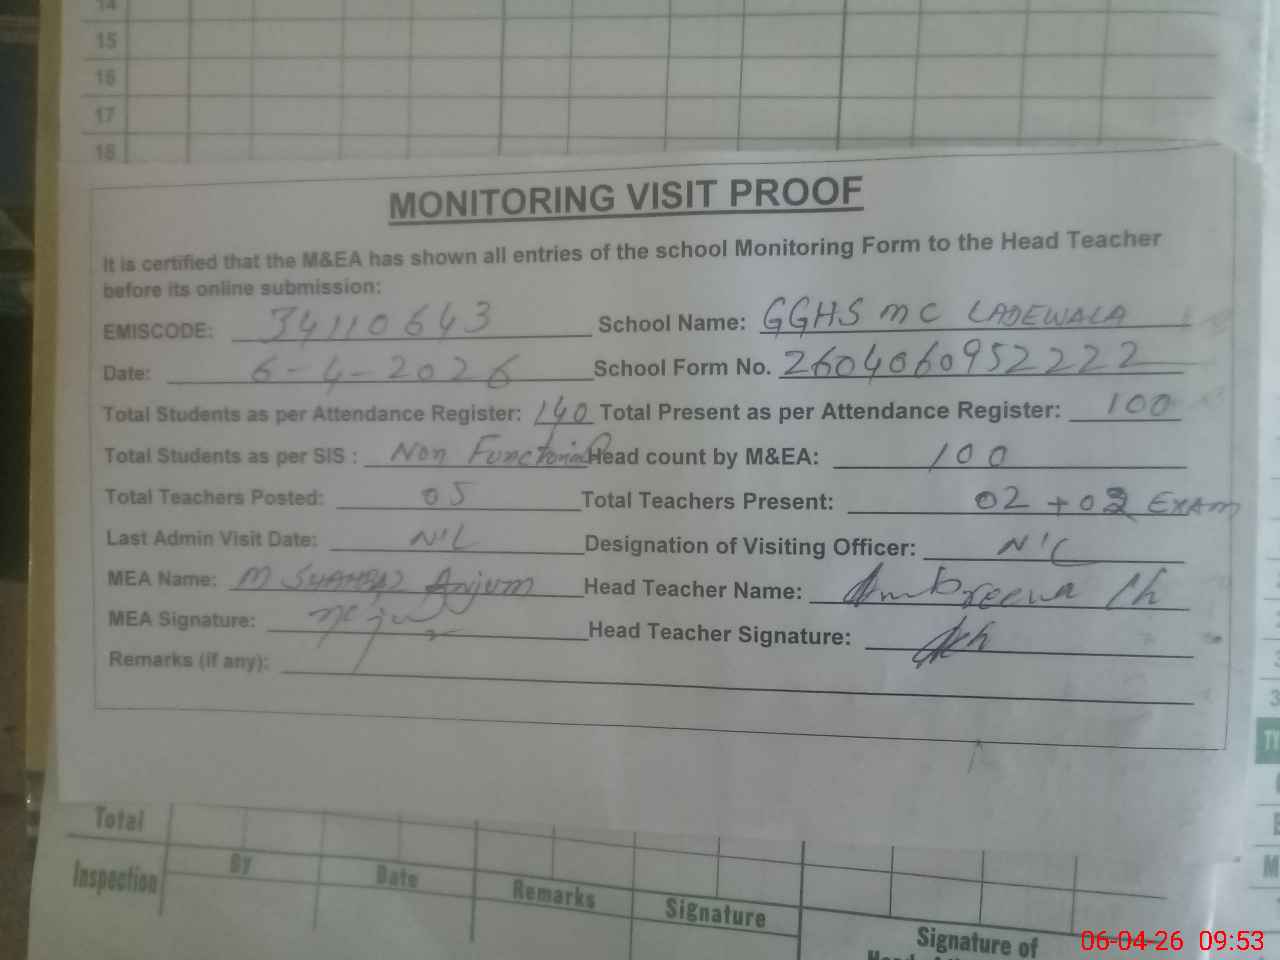 14
15
16
17
18
MONITORING VISIT PROOF
It is certified that the M&EA has shown all entries of the school Monitoring Form to the Head Teacher
before its online submission:
EMISCODE: 34110643 School Name: GGHS MC LADEWALA
Date: 6-4-2026 School Form No. 2604060952222
Total Students as per Attendance Register: 140 Total Present as per Attendance Register: 100
Total Students as per SIS : Non Functional Head count by M&EA: 100
Total Teachers Posted: 05 Total Teachers Present: 02 + 03 EXAM
Last Admin Visit Date: NIL Designation of Visiting Officer: NIL
MEA Name: M SHAHBAZ Anjum Head Teacher Name: Ambreena Ch
MEA Signature: Head Teacher Signature:
Remarks (if any):
Total
Inspection By Date Remarks Signature
Signature of
06-04-26 09:53